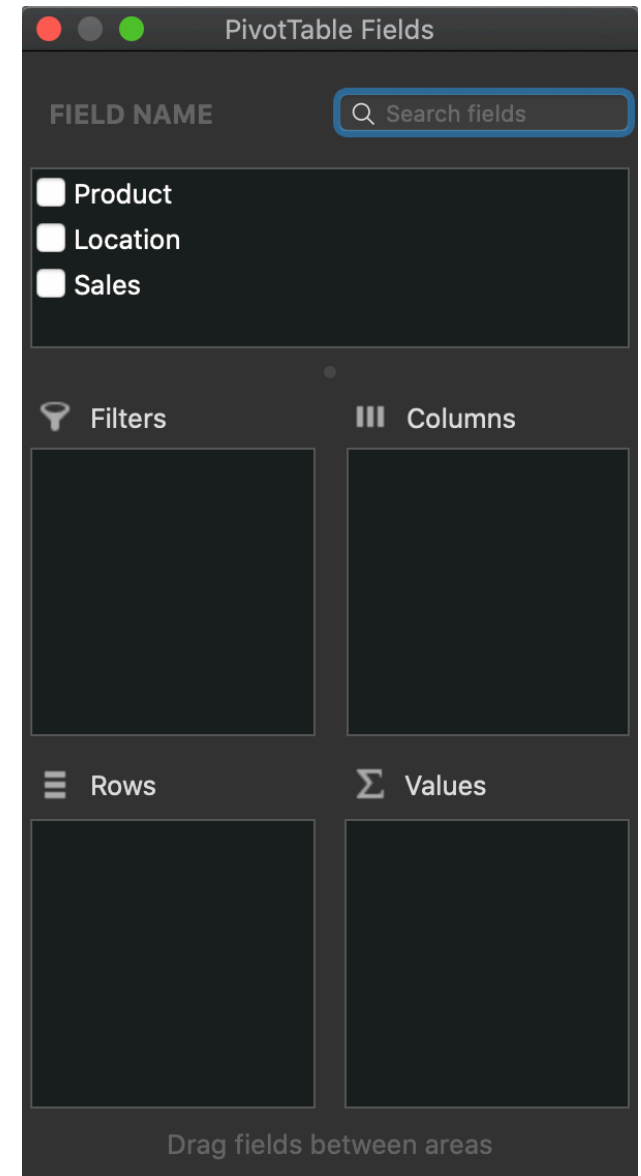 PivotTable Fields
FIELD NAME
Search fields
Product
Location
Sales
Filters
Columns
Rows
Values
Drag fields between areas